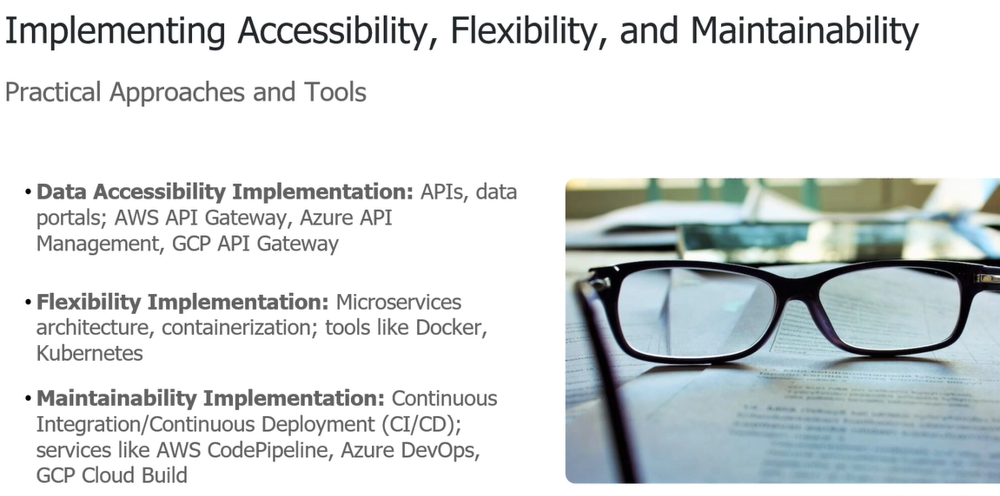 Implementing Accessibility, Flexibility, and Maintainability
Practical Approaches and Tools
• Data Accessibility Implementation: APIs, data
portals; AWS API Gateway, Azure API
Management, GCP API Gateway
• Flexibility Implementation: Microservices
architecture, containerization; tools like Docker,
Kubernetes
• Maintainability Implementation: Continuous
Integration/Continuous Deployment (CI/CD);
services like AWS CodePipeline, Azure DevOps,
GCP Cloud Build